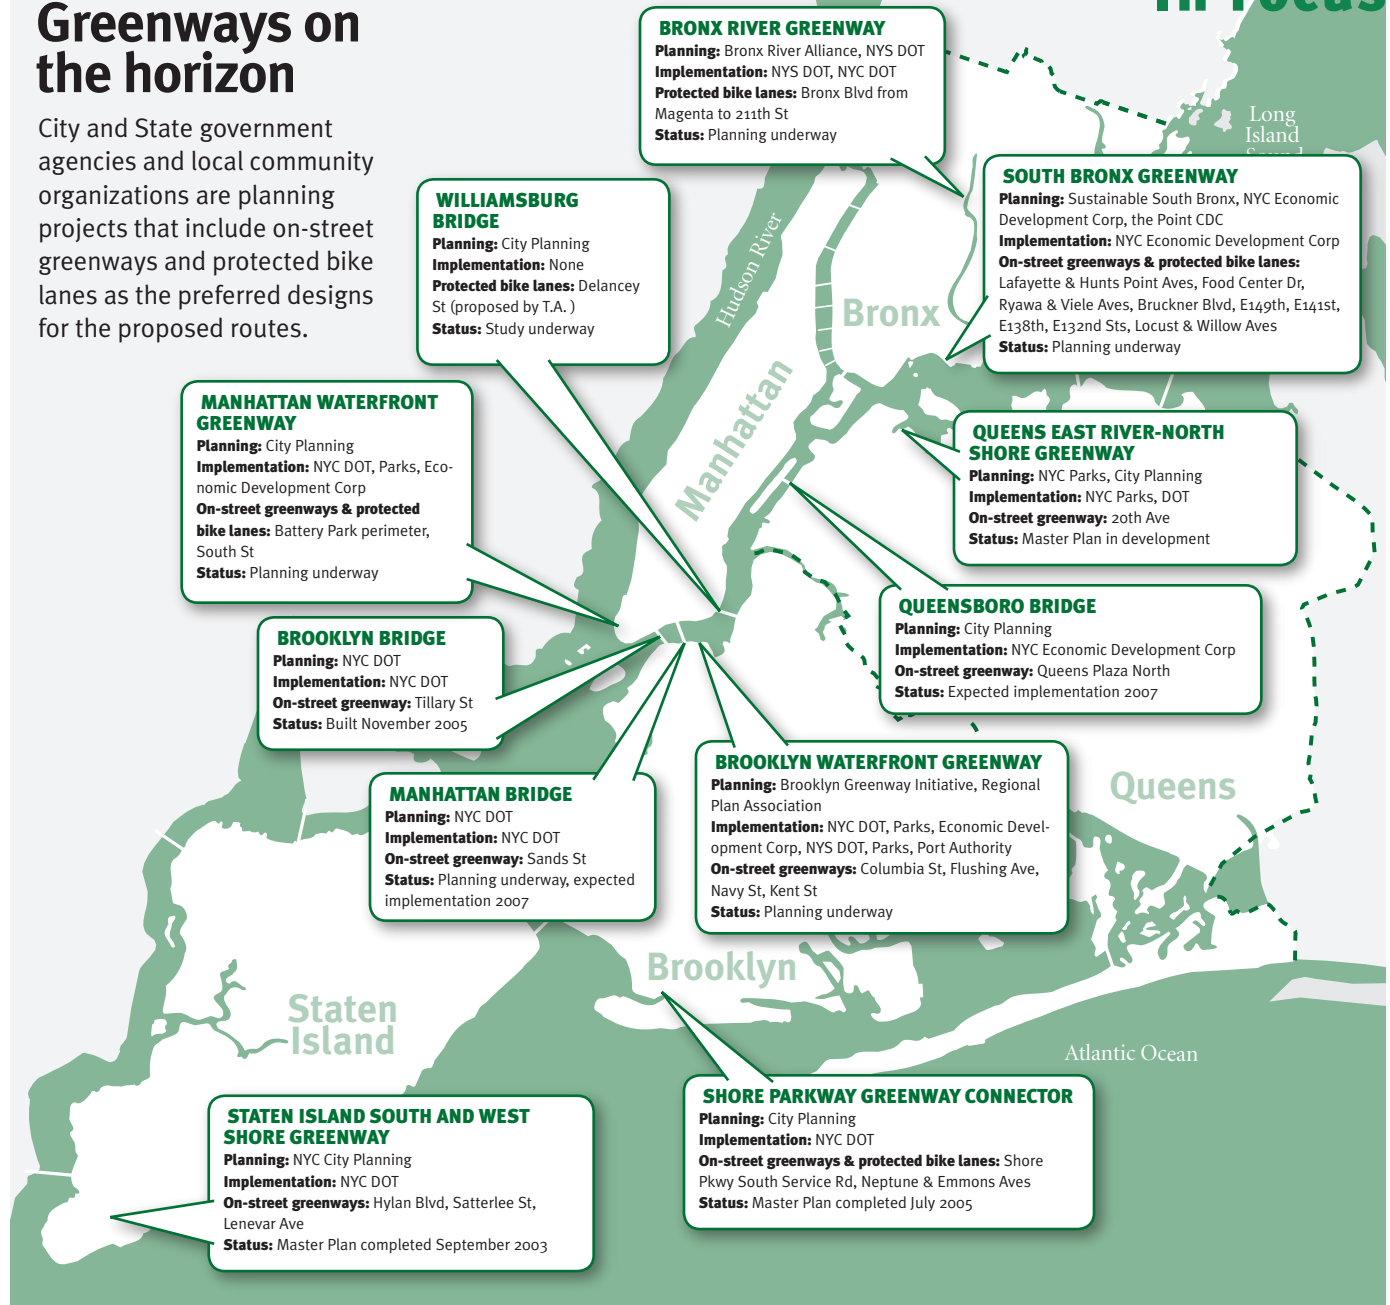 Greenways on
the horizon
City and State government
agencies and local community
organizations are planning
projects that include on-street
greenways and protected bike
lanes as the preferred designs
for the proposed routes.
In Focus
BRONX RIVER GREENWAY
Planning: Bronx River Alliance, NYS DOT
Implementation: NYS DOT, NYC DOT
Protected bike lanes: Bronx Blvd from
Magenta to 211th St
Status: Planning underway
Long
Island
Sound
SOUTH BRONX GREENWAY
Planning: Sustainable South Bronx, NYC Economic
Development Corp, the Point CDC
Implementation: NYC Economic Development Corp
On-street greenways & protected bike lanes:
Lafayette & Hunts Point Aves, Food Center Dr,
Ryawa & Viele Aves, Bruckner Blvd, E149th, E141st,
E138th, E132nd Sts, Locust & Willow Aves
Status: Planning underway
WILLIAMSBURG
BRIDGE
Planning: City Planning
Implementation: None
Protected bike lanes: Delancey
St (proposed by T.A. )
Status: Study underway
Hudson River
Bronx
Manhattan
MANHATTAN WATERFRONT
GREENWAY
Planning: City Planning
Implementation: NYC DOT, Parks, Eco-
nomic Development Corp
On-street greenways & protected
bike lanes: Battery Park perimeter,
South St
Status: Planning underway
QUEENS EAST RIVER-NORTH
SHORE GREENWAY
Planning: NYC Parks, City Planning
Implementation: NYC Parks, DOT
On-street greenway: 20th Ave
Status: Master Plan in development
QUEENSBORO BRIDGE
Planning: City Planning
Implementation: NYC Economic Development Corp
On-street greenway: Queens Plaza North
Status: Expected implementation 2007
BROOKLYN BRIDGE
Planning: NYC DOT
Implementation: NYC DOT
On-street greenway: Tillary St
Status: Built November 2005
MANHATTAN BRIDGE
Planning: NYC DOT
Implementation: NYC DOT
On-street greenway: Sands St
Status: Planning underway, expected
implementation 2007
BROOKLYN WATERFRONT GREENWAY
Planning: Brooklyn Greenway Initiative, Regional
Plan Association
Implementation: NYC DOT, Parks, Economic Devel-
opment Corp, NYS DOT, Parks, Port Authority
On-street greenways: Columbia St, Flushing Ave,
Navy St, Kent St
Status: Planning underway
Queens
Brooklyn
Staten
Island
Atlantic Ocean
SHORE PARKWAY GREENWAY CONNECTOR
Planning: City Planning
Implementation: NYC DOT
On-street greenways & protected bike lanes: Shore
Pkwy South Service Rd, Neptune & Emmons Aves
Status: Master Plan completed July 2005
STATEN ISLAND SOUTH AND WEST
SHORE GREENWAY
Planning: NYC City Planning
Implementation: NYC DOT
On-street greenways: Hylan Blvd, Satterlee St,
Lenevar Ave
Status: Master Plan completed September 2003